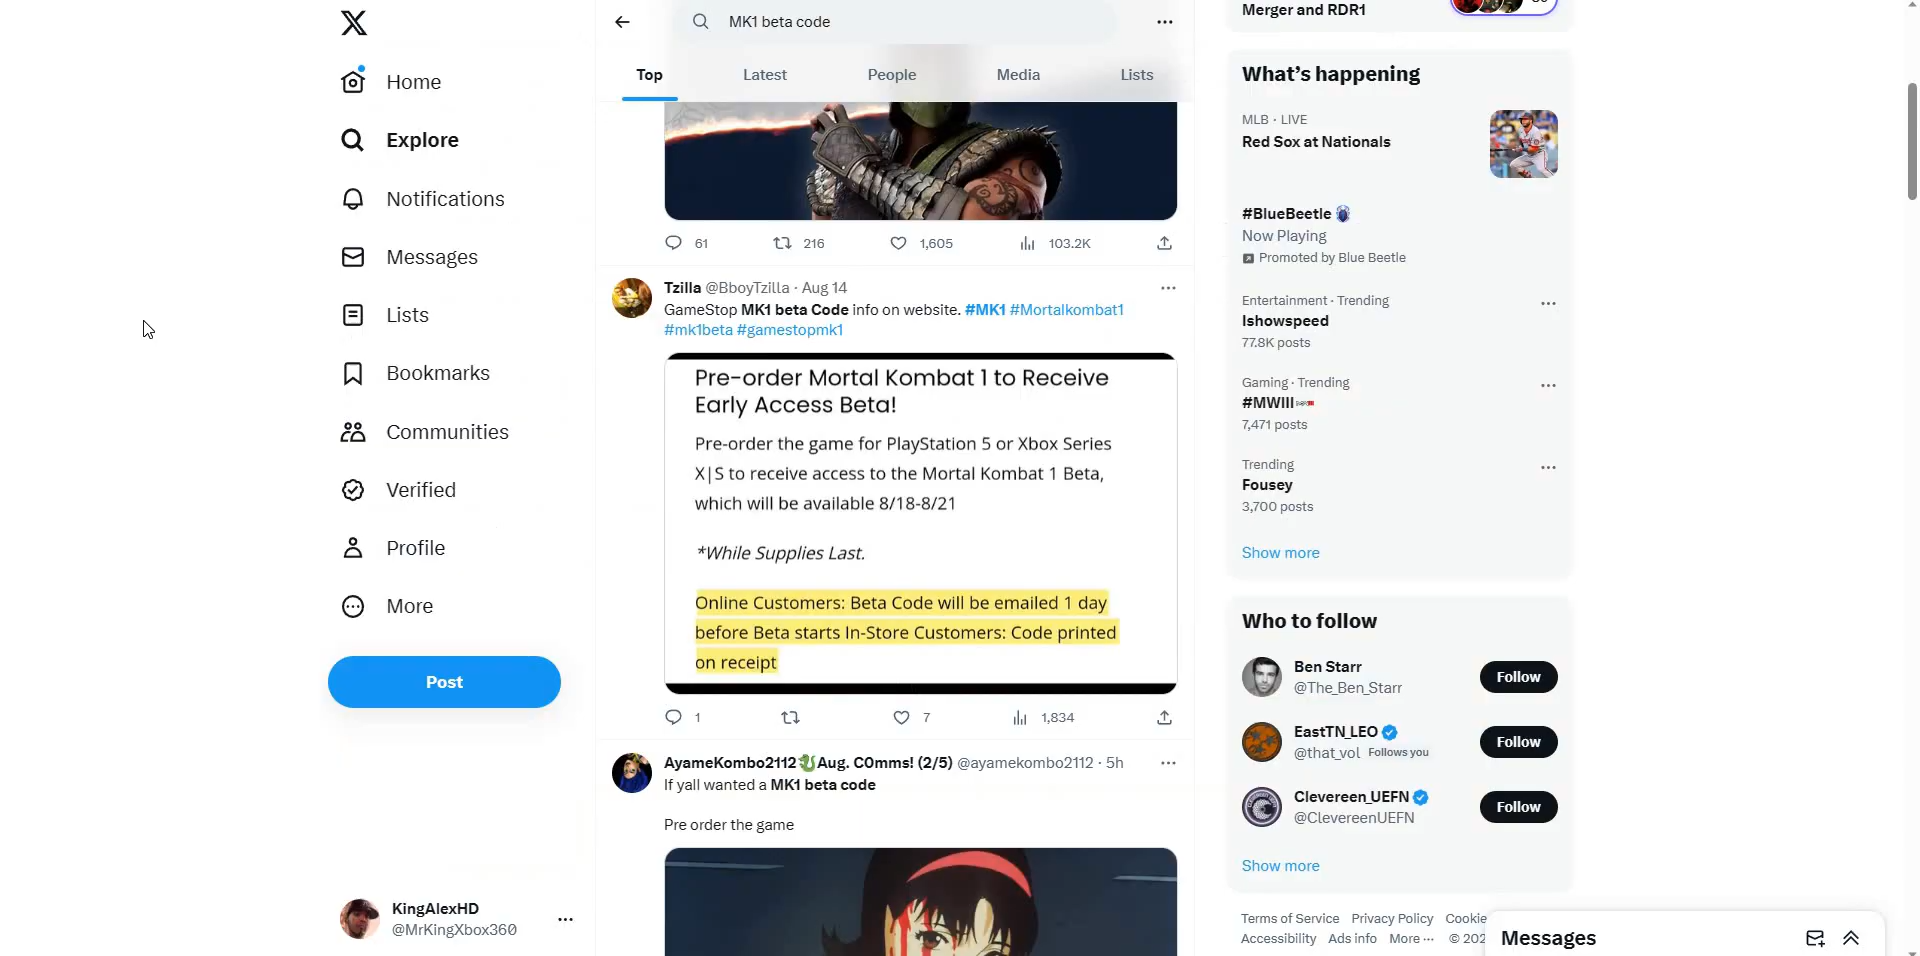 MK1 beta code
Top
Latest
People
Media
Lists
Home
Explore
Notifications
Messages
Lists
Bookmarks
Communities
Verified
Profile
More
Post
KingAlexHD
@MrKingXbox360
61
216
1,605
103.2K
Tzilla @BboyTzilla · Aug 14
GameStop MK1 beta Code info on website. #MK1 #Mortalkombat1
#mk1beta #gamestopmk1
Pre-order Mortal Kombat 1 to Receive
Early Access Beta!
Pre-order the game for PlayStation 5 or Xbox Series
X|S to receive access to the Mortal Kombat 1 Beta,
which will be available 8/18-8/21
*While Supplies Last.
Online Customers: Beta Code will be emailed 1 day
before Beta starts In-Store Customers: Code printed
on receipt
1
7
1,834
AyameKombo2112🐉Aug. C0mms! (2/5) @ayamekombo2112 · 5h
If yall wanted a MK1 beta code
Pre order the game
Merger and RDR1
What's happening
MLB · LIVE
Red Sox at Nationals
#BlueBeetle
Now Playing
Promoted by Blue Beetle
Entertainment · Trending
Ishowspeed
77.8K posts
Gaming · Trending
#MWIII
7,471 posts
Trending
Fousey
3,700 posts
Show more
Who to follow
Ben Starr
@The_Ben_Starr
Follow
EastTN_LEO
@that_vol Follows you
Follow
Clevereen_UEFN
@ClevereenUEFN
Follow
Show more
Terms of Service Privacy Policy Cookie
Accessibility Ads info More ··· © 202
Messages